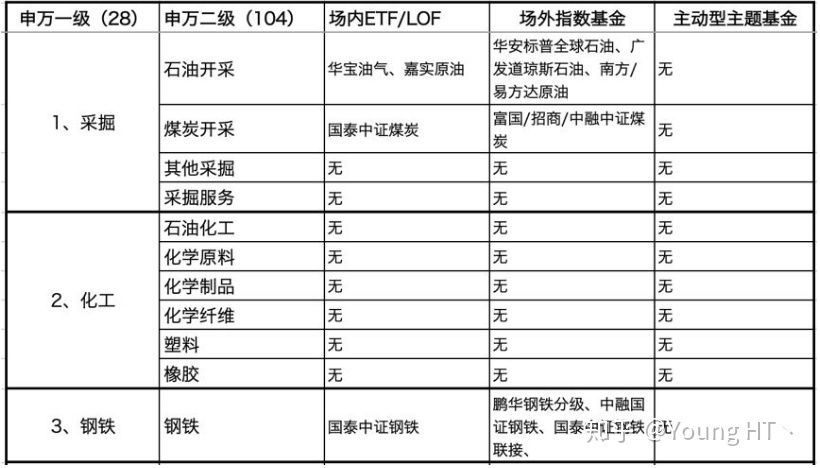 申万一级（28） 申万二级（104） 场内ETF/LOF 场外指数基金 主动型主题基金
1、采掘
石油开采 华宝油气、嘉实原油 华安标普全球石油、广
发道琼斯石油、南方/
易方达原油 无
煤炭开采 国泰中证煤炭 富国/招商/中融中证煤
炭 无
其他采掘 无 无 无
采掘服务 无 无 无
2、化工
石油化工 无 无 无
化学原料 无 无 无
化学制品 无 无 无
化学纤维 无 无 无
塑料 无 无 无
橡胶 无 无 无
3、钢铁 钢铁 国泰中证钢铁 鹏华钢铁分级、中融国
证钢铁、国泰中证钢铁
联接、 无
知乎 @Young HT丶